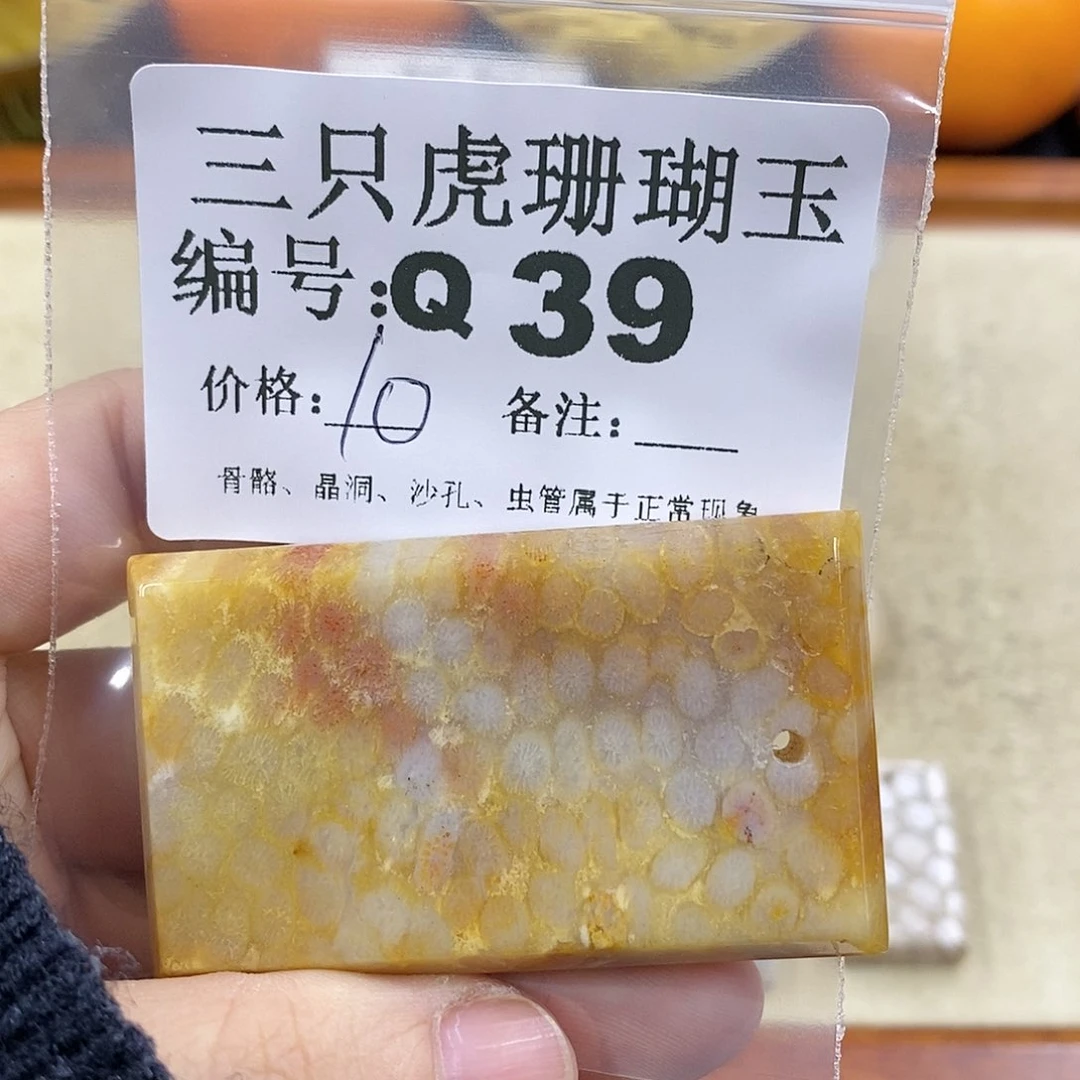 三只虎珊瑚玉
编号:Q 39
价格:10 备注:____
骨骼、晶洞、沙孔、虫管属于正常现象